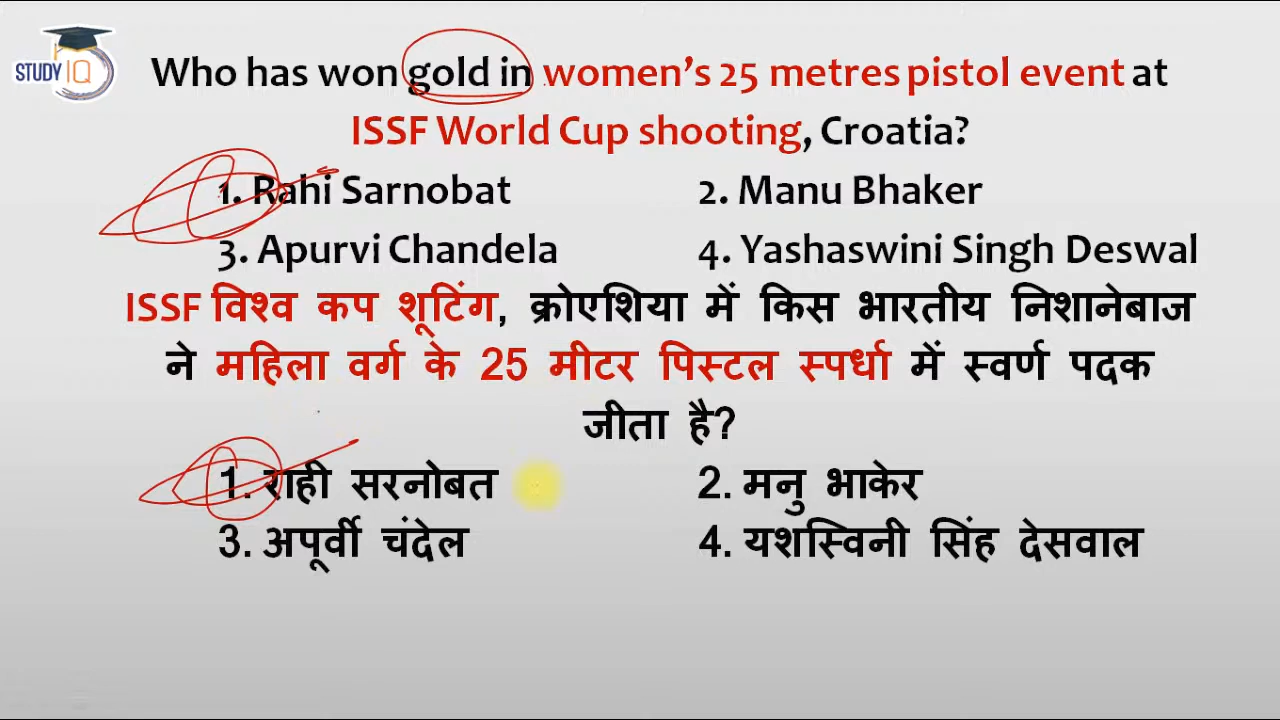 STUDY IQ
Who has won gold in women's 25 metres pistol event at
ISSF World Cup shooting, Croatia?
1. Rahi Sarnobat 2. Manu Bhaker
3. Apurvi Chandela 4. Yashaswini Singh Deswal
ISSF विश्व कप शूटिंग, क्रोएशिया में किस भारतीय निशानेबाज
ने महिला वर्ग के 25 मीटर पिस्टल स्पर्धा में स्वर्ण पदक
जीता है?
1. राही सरनोबत 2. मनु भाकेर
3. अपूर्वी चंदेल 4. यशस्विनी सिंह देसवाल